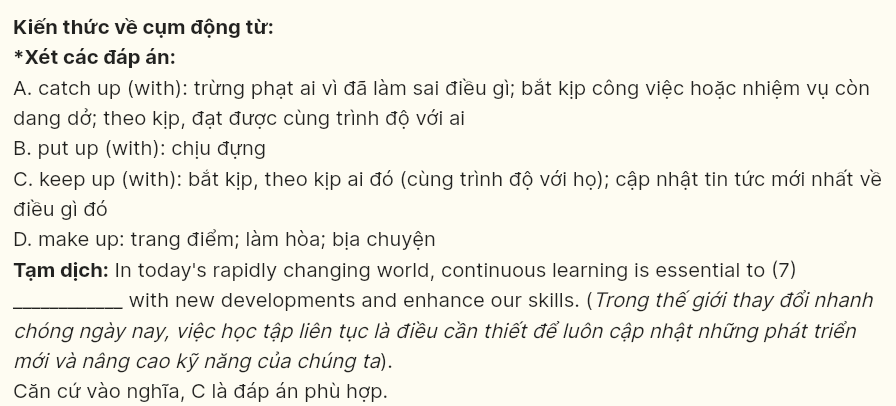 Kiến thức về cụm động từ:
*Xét các đáp án:
A. catch up (with): trừng phạt ai vì đã làm sai điều gì; bắt kịp công việc hoặc nhiệm vụ còn
dang dở; theo kịp, đạt được cùng trình độ với ai
B. put up (with): chịu đựng
C. keep up (with): bắt kịp, theo kịp ai đó (cùng trình độ với họ); cập nhật tin tức mới nhất về
điều gì đó
D. make up: trang điểm; làm hòa; bịa chuyện
Tạm dịch: In today's rapidly changing world, continuous learning is essential to (7)
____________ with new developments and enhance our skills. (Trong thế giới thay đổi nhanh
chóng ngày nay, việc học tập liên tục là điều cần thiết để luôn cập nhật những phát triển
mới và nâng cao kỹ năng của chúng ta).
Căn cứ vào nghĩa, C là đáp án phù hợp.